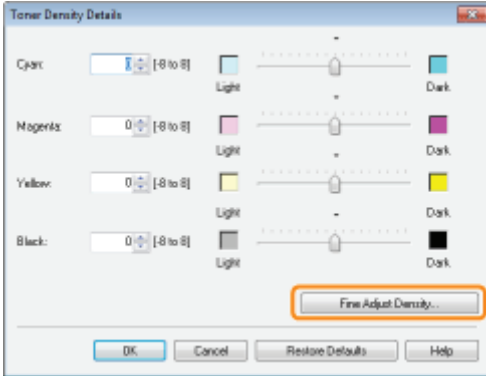 Toner Density Details
Cyan: 0 [-8 to 8]
Light Dark
Magenta: 0 [-8 to 8]
Light Dark
Yellow: 0 [-8 to 8]
Light Dark
Black: 0 [-8 to 8]
Light Dark
Fine Adjust Density...
OK Cancel Restore Defaults Help